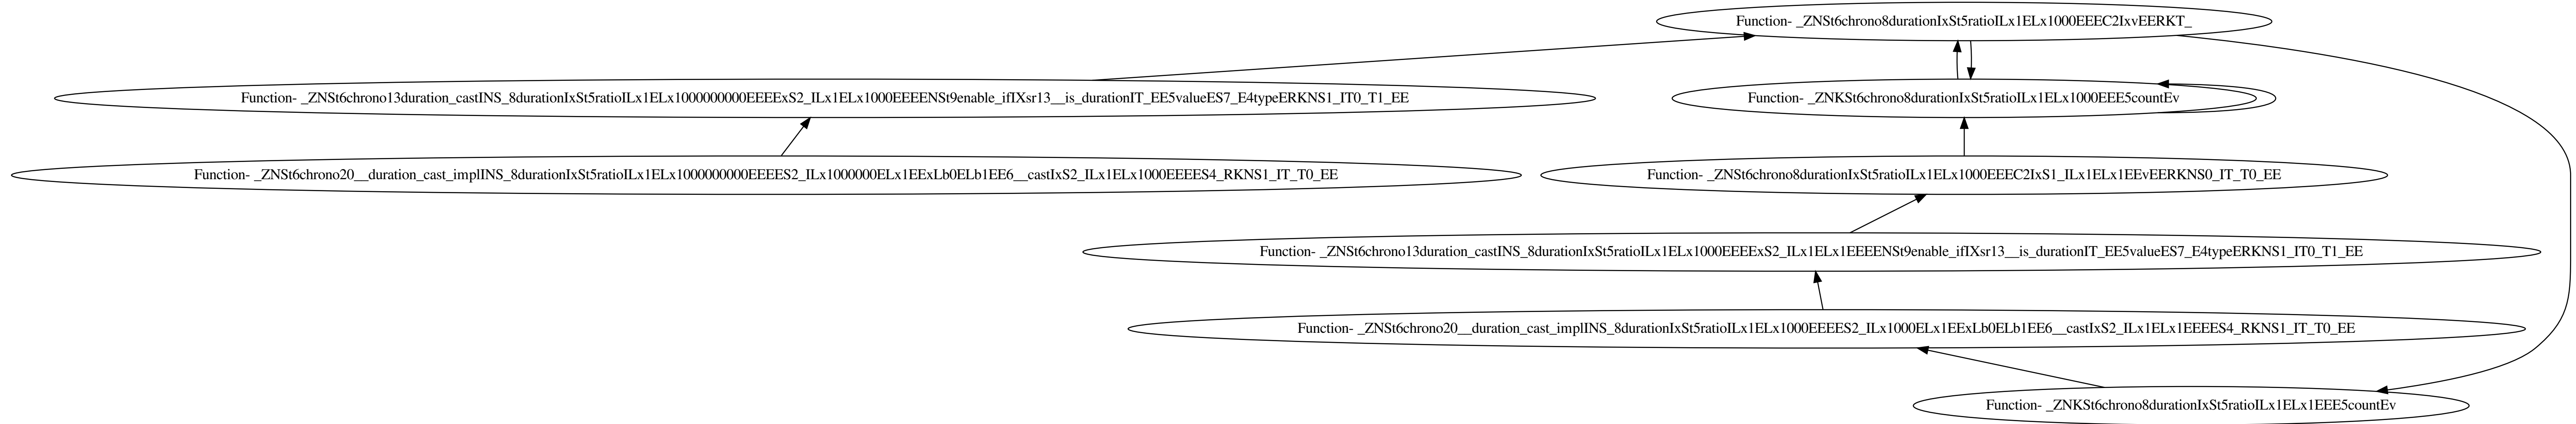 Function- _ZNSt6chrono8durationIxSt5ratioILx1ELx1000EEEC2IxvEERKT_
Function- _ZNSt6chrono13duration_castINS_8durationIxSt5ratioILx1ELx1000000000EEEExS2_ILx1ELx1000EEEENSt9enable_ifIXsr13__is_durationIT_EE5valueES7_E4typeERKNS1_IT0_T1_EE
Function- _ZNKSt6chrono8durationIxSt5ratioILx1ELx1000EEE5countEv
Function- _ZNSt6chrono20__duration_cast_implINS_8durationIxSt5ratioILx1ELx1000000000EEEES2_ILx1000000ELx1EExLb0ELb1EE6__castIxS2_ILx1ELx1000EEEES4_RKNS1_IT_T0_EE
Function- _ZNSt6chrono8durationIxSt5ratioILx1ELx1000EEEC2IxS1_ILx1ELx1EEvEERKNS0_IT_T0_EE
Function- _ZNSt6chrono13duration_castINS_8durationIxSt5ratioILx1ELx1000EEEExS2_ILx1ELx1EEEENSt9enable_ifIXsr13__is_durationIT_EE5valueES7_E4typeERKNS1_IT0_T1_EE
Function- _ZNSt6chrono20__duration_cast_implINS_8durationIxSt5ratioILx1ELx1000EEEES2_ILx1000ELx1EExLb0ELb1EE6__castIxS2_ILx1ELx1EEEES4_RKNS1_IT_T0_EE
Function- _ZNKSt6chrono8durationIxSt5ratioILx1ELx1EEE5countEv